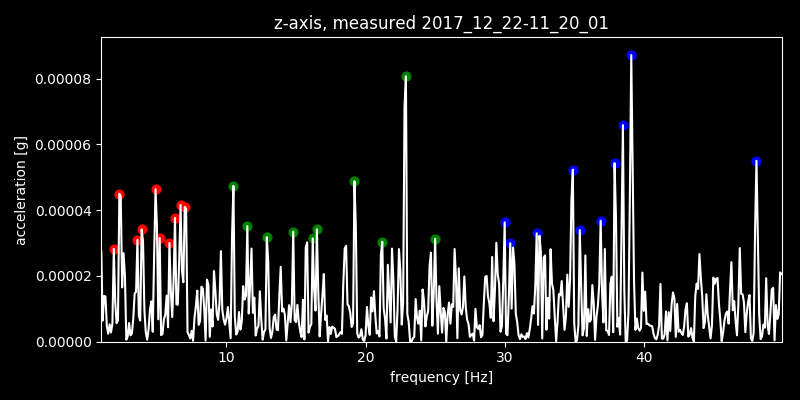 z-axis, measured 2017_12_22-11_20_01
0.00008
0.00006
0.00004
0.00002
0.00000
acceleration [g]
10 20 30 40
frequency [Hz]